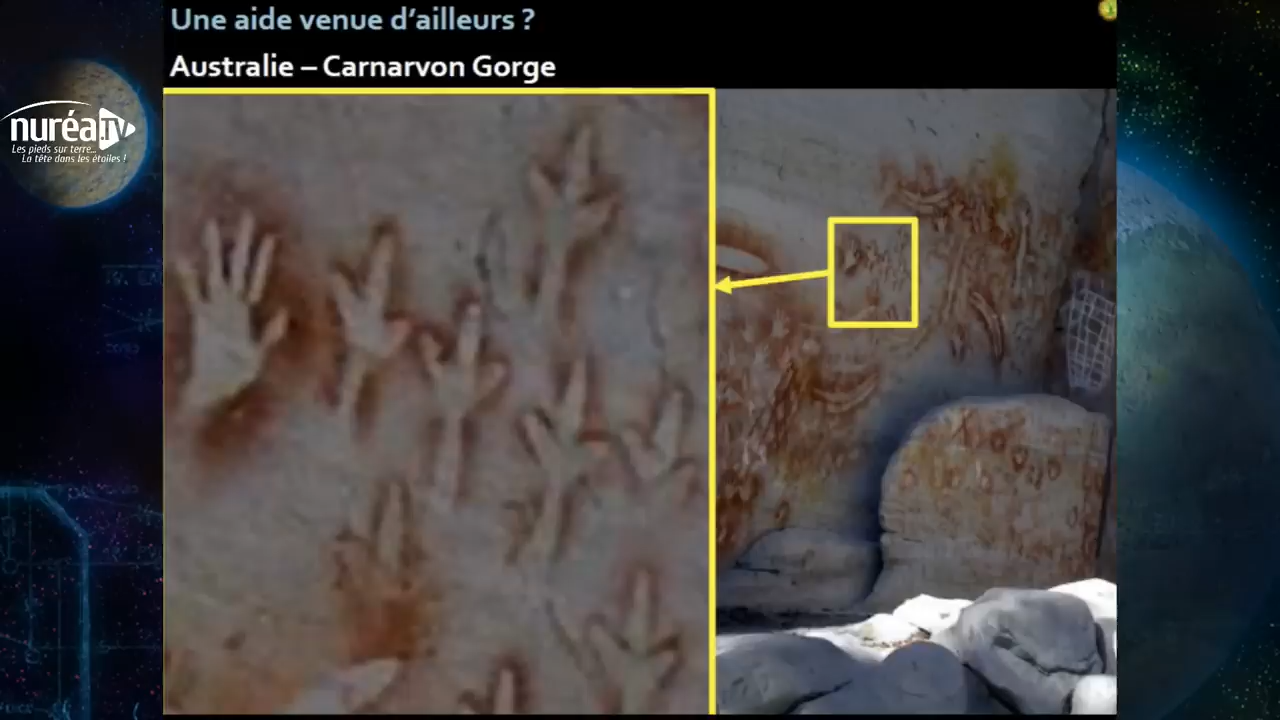 Une aide venue d'ailleurs ?
Australie – Carnarvon Gorge
nuréa TV
Les pieds sur terre...
La tête dans les étoiles !